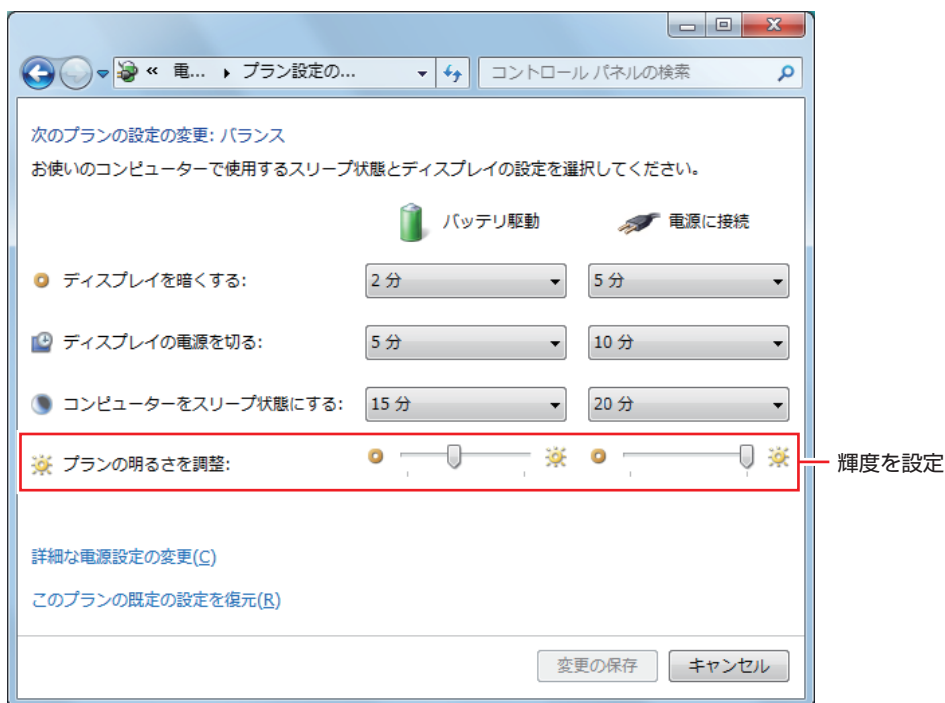 « 電... ▸ プラン設定の...
コントロール パネルの検索
次のプランの設定の変更: バランス
お使いのコンピューターで使用するスリープ状態とディスプレイの設定を選択してください。
バッテリ駆動 電源に接続
ディスプレイを暗くする: 2 分 5 分
ディスプレイの電源を切る: 5 分 10 分
コンピューターをスリープ状態にする: 15 分 20 分
プランの明るさを調整:
輝度を設定
詳細な電源設定の変更(C)
このプランの既定の設定を復元(R)
変更の保存 キャンセル